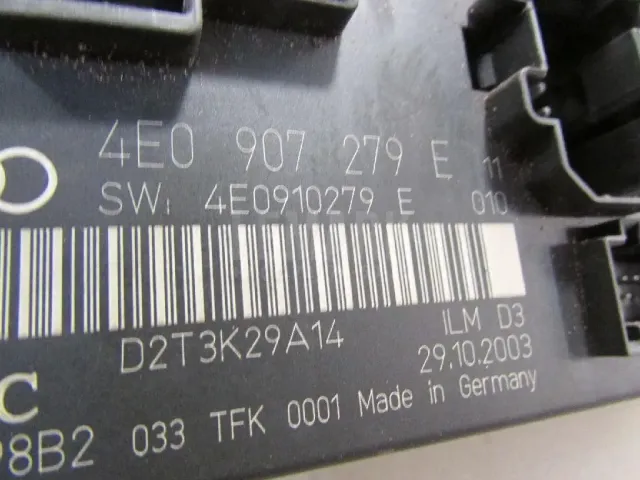 4E0 907 279 E 11
SW: 4E0910279 E 010
D2T3K29A14 ILM D3
29.10.2003
C
98B2 033 TFK 0001 Made in Germany